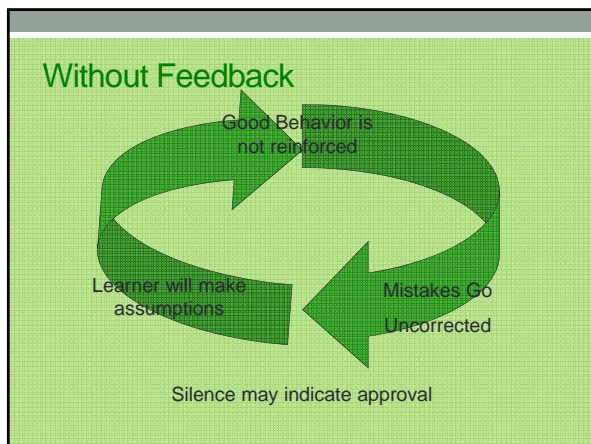 Without Feedback
Good Behavior is
not reinforced
Learner will make
assumptions
Mistakes Go
Uncorrected
Silence may indicate approval